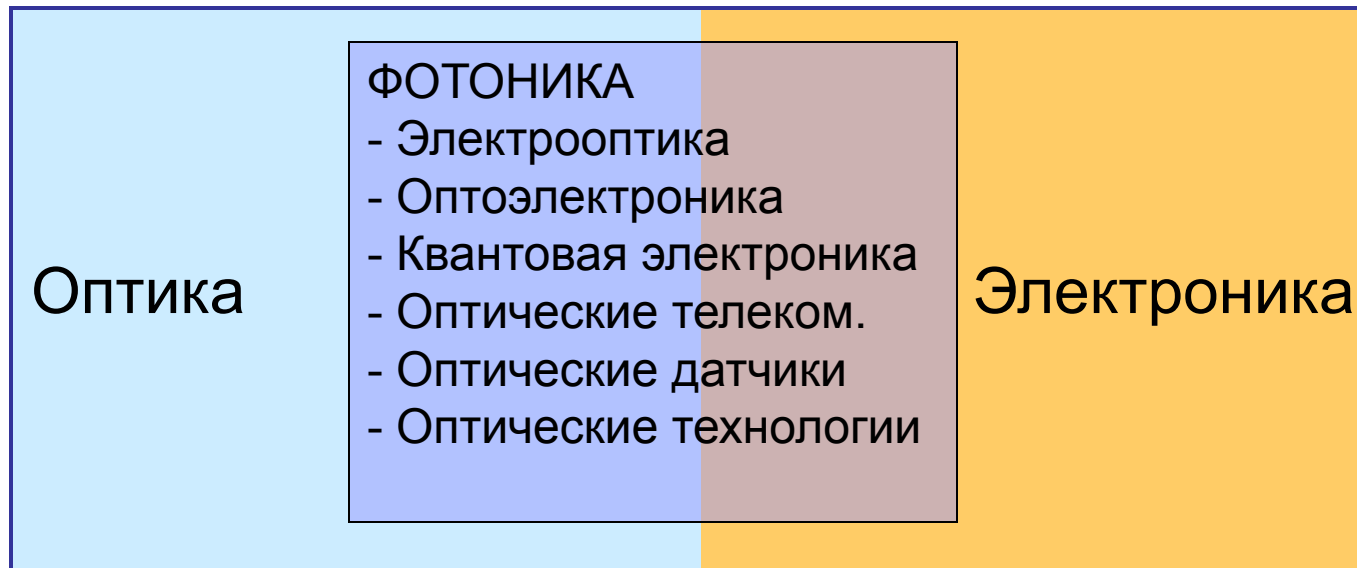 Оптика
ФОТОНИКА
- Электрооптика
- Оптоэлектроника
- Квантовая электроника
- Оптические телеком.
- Оптические датчики
- Оптические технологии
Электроника